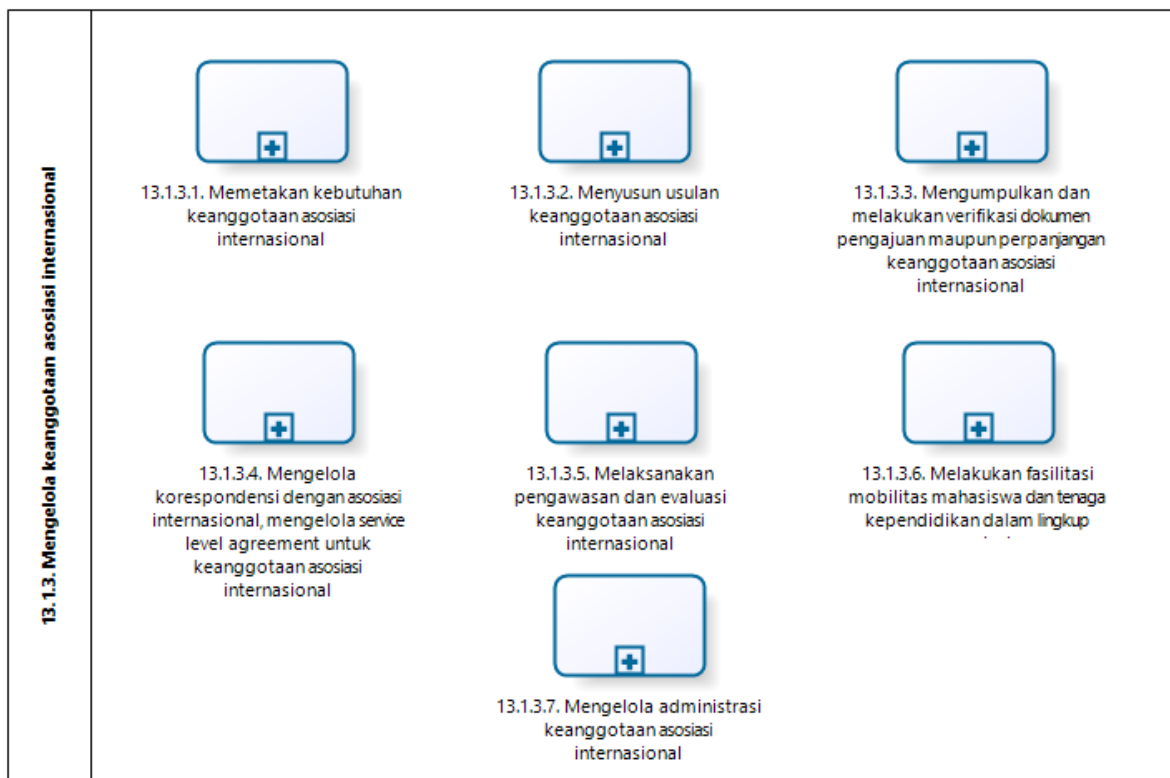 13.1.3. Mengelola keanggotaan asosiasi internasional
13.1.3.1. Memetakan kebutuhan
keanggotaan asosiasi
internasional
13.1.3.2. Menyusun usulan
keanggotaan asosiasi
internasional
13.1.3.3. Mengumpulkan dan
melakukan verifikasi dokumen
pengajuan maupun perpanjangan
keanggotaan asosiasi
internasional
13.1.3.4. Mengelola
korespondensi dengan asosiasi
internasional, mengelola service
level agreement untuk
keanggotaan asosiasi
internasional
13.1.3.5. Melaksanakan
pengawasan dan evaluasi
keanggotaan asosiasi
internasional
13.1.3.6. Melakukan fasilitasi
mobilitas mahasiswa dan tenaga
kependidikan dalam lingkup
13.1.3.7. Mengelola administrasi
keanggotaan asosiasi
internasional